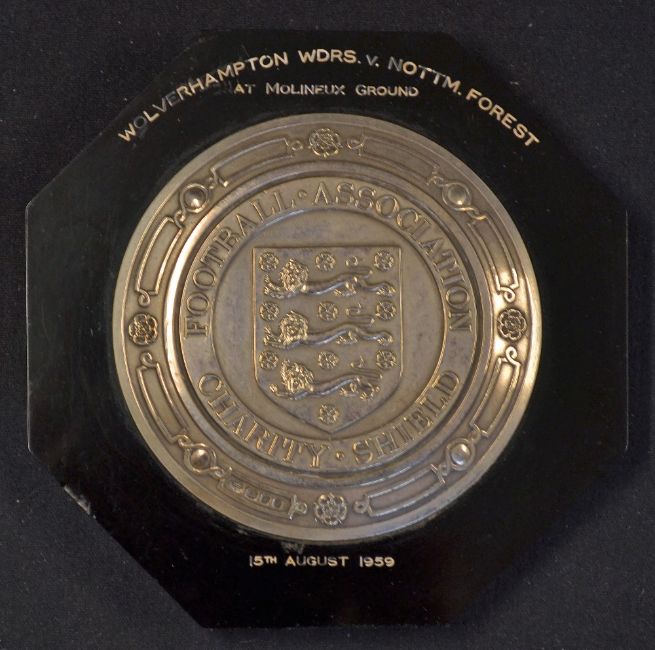 WOLVERHAMPTON WDRS. v. NOTTM. FOREST
AT MOLINEUX GROUND
FOOTBALL · ASSOCIATION
CHARITY · SHIELD
15TH AUGUST 1959